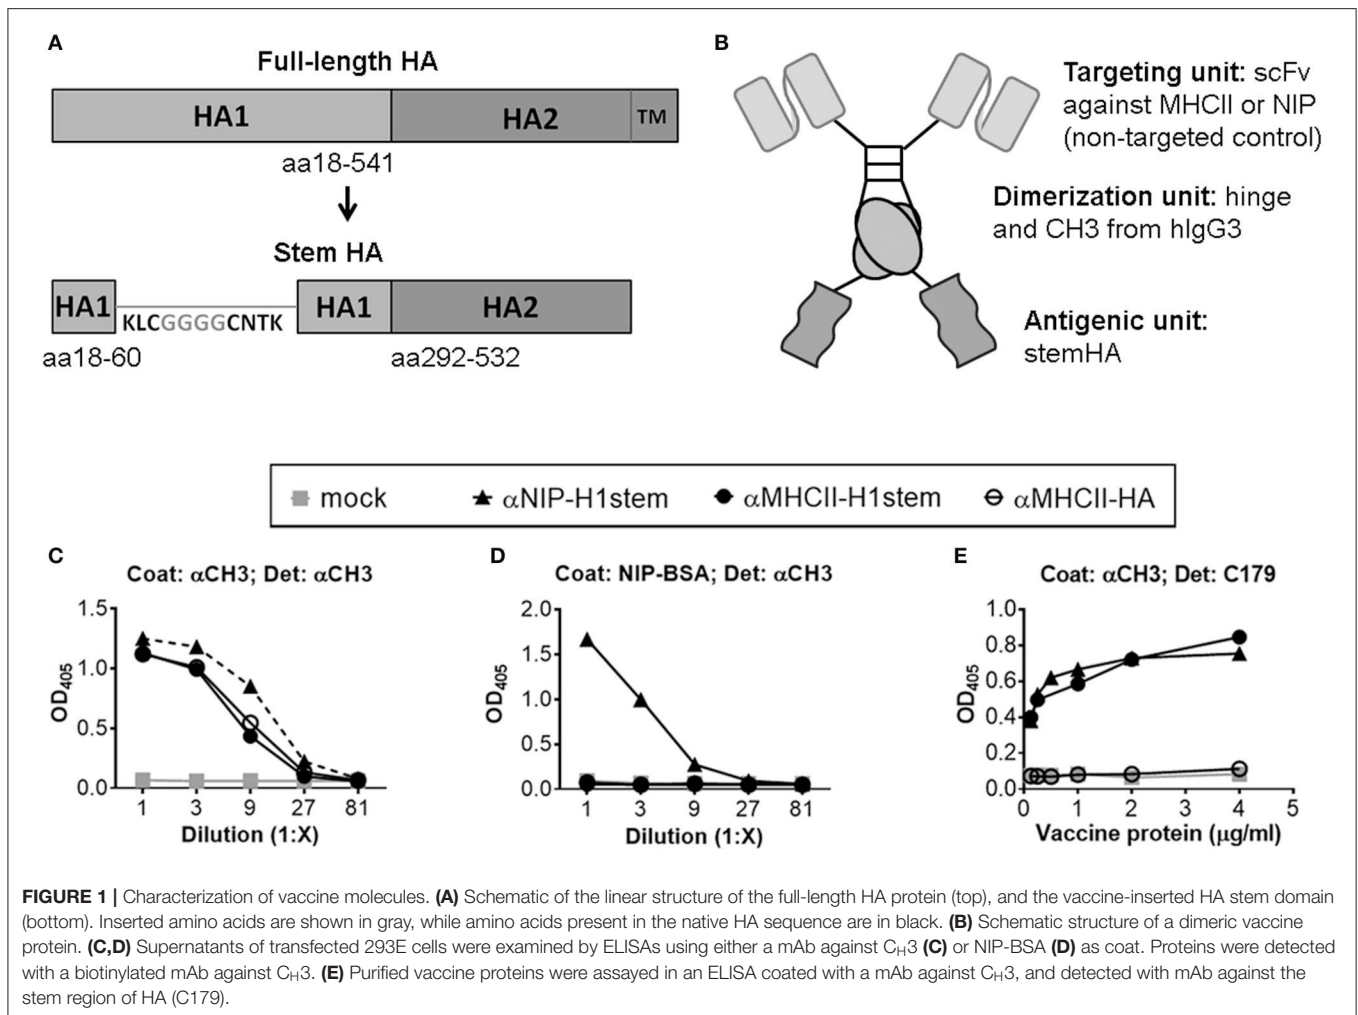 A
Full-length HA
HA1
HA2
TM
aa18-541
Stem HA
HA1
KLCGGGGCNTK
HA1
HA2
aa18-60
aa292-532
B
Targeting unit: scFv
against MHCII or NIP
(non-targeted control)
Dimerization unit: hinge
and CH3 from hIgG3
Antigenic unit:
stemHA
mock
αNIP-H1stem
αMHCII-H1stem
αMHCII-HA
C
Coat: αCH3; Det: αCH3
OD405
1.5
1.0
0.5
0.0
1 3 9 27 81
Dilution (1:X)
D
Coat: NIP-BSA; Det: αCH3
OD405
2.0
1.5
1.0
0.5
0.0
1 3 9 27 81
Dilution (1:X)
E
Coat: αCH3; Det: C179
OD405
1.0
0.8
0.6
0.4
0.2
0.0
0 1 2 3 4 5
Vaccine protein (μg/ml)
FIGURE 1 | Characterization of vaccine molecules. (A) Schematic of the linear structure of the full-length HA protein (top), and the vaccine-inserted HA stem domain
(bottom). Inserted amino acids are shown in gray, while amino acids present in the native HA sequence are in black. (B) Schematic structure of a dimeric vaccine
protein. (C,D) Supernatants of transfected 293E cells were examined by ELISAs using either a mAb against CH3 (C) or NIP-BSA (D) as coat. Proteins were detected
with a biotinylated mAb against CH3. (E) Purified vaccine proteins were assayed in an ELISA coated with a mAb against CH3, and detected with mAb against the
stem region of HA (C179).